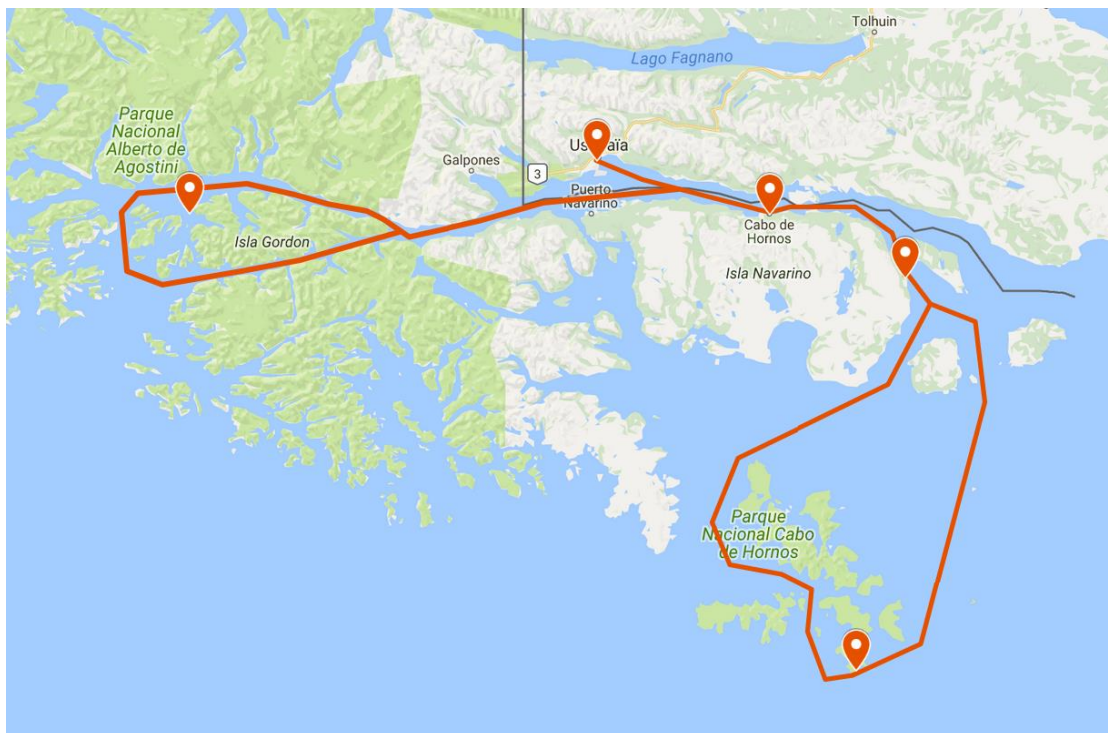 Tolhuin
Lago Fagnano
Parque
Nacional
Alberto de
Agostini
Galpones
3
Puerto
Navarino
Isla Gordon
Cabo de
Hornos
Isla Navarino
Parque
Nacional Cabo
de Hornos